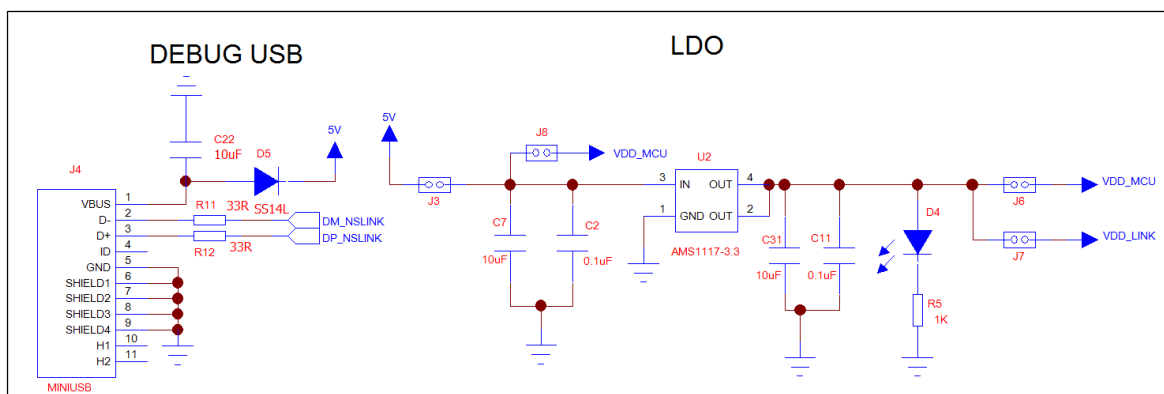 DEBUG USB
LDO
C22
10uF
D5
5V
SS14L
J4
VBUS 1
D- 2
D+ 3
ID 4
GND 5
SHIELD1 6
SHIELD2 7
SHIELD3 8
SHIELD4 9
H1 10
H2 11
MINIUSB
R11 33R
R12 33R
DM_NSLINK
DP_NSLINK
5V
J3
J8
VDD_MCU
C7
10uF
C2
0.1uF
U2
3 IN OUT 4
1 GND OUT 2
AMS1117-3.3
C31
10uF
C11
0.1uF
D4
R5
1K
J6
VDD_MCU
J7
VDD_LINK